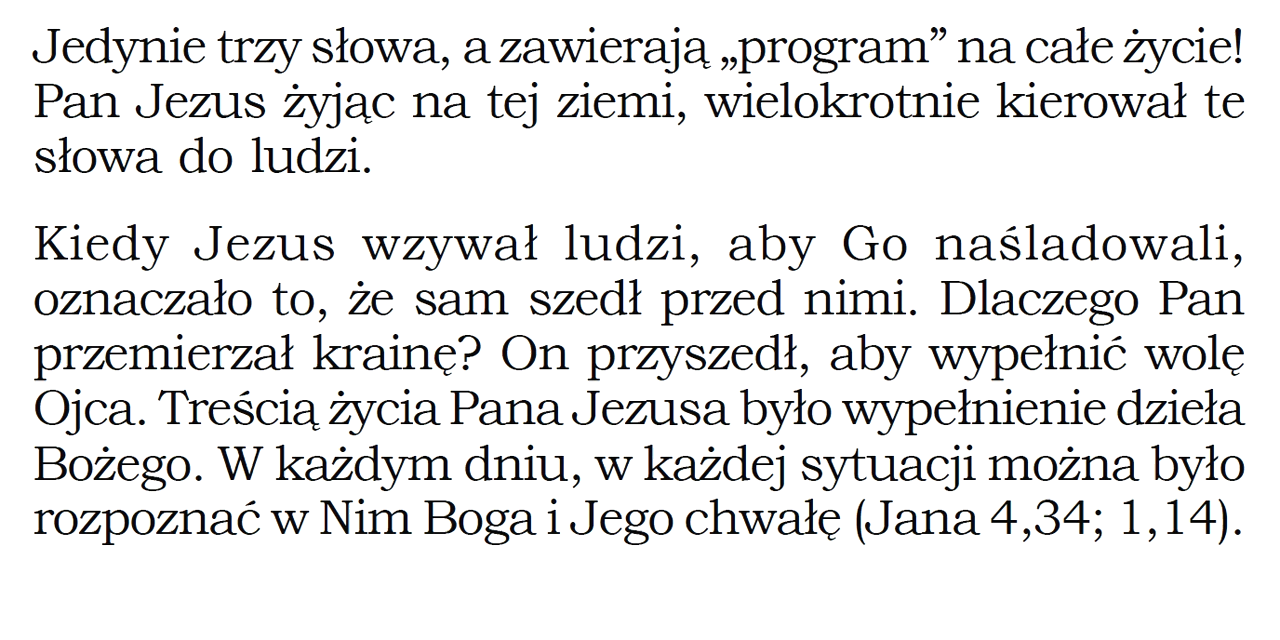 Jedynie trzy słowa, a zawierają „program” na całe życie!
Pan Jezus żyjąc na tej ziemi, wielokrotnie kierował te
słowa do ludzi.
Kiedy Jezus wzywał ludzi, aby Go naśladowali,
oznaczało to, że sam szedł przed nimi. Dlaczego Pan
przemierzał krainę? On przyszedł, aby wypełnić wolę
Ojca. Treścią życia Pana Jezusa było wypełnienie dzieła
Bożego. W każdym dniu, w każdej sytuacji można było
rozpoznać w Nim Boga i Jego chwałę (Jana 4,34; 1,14).